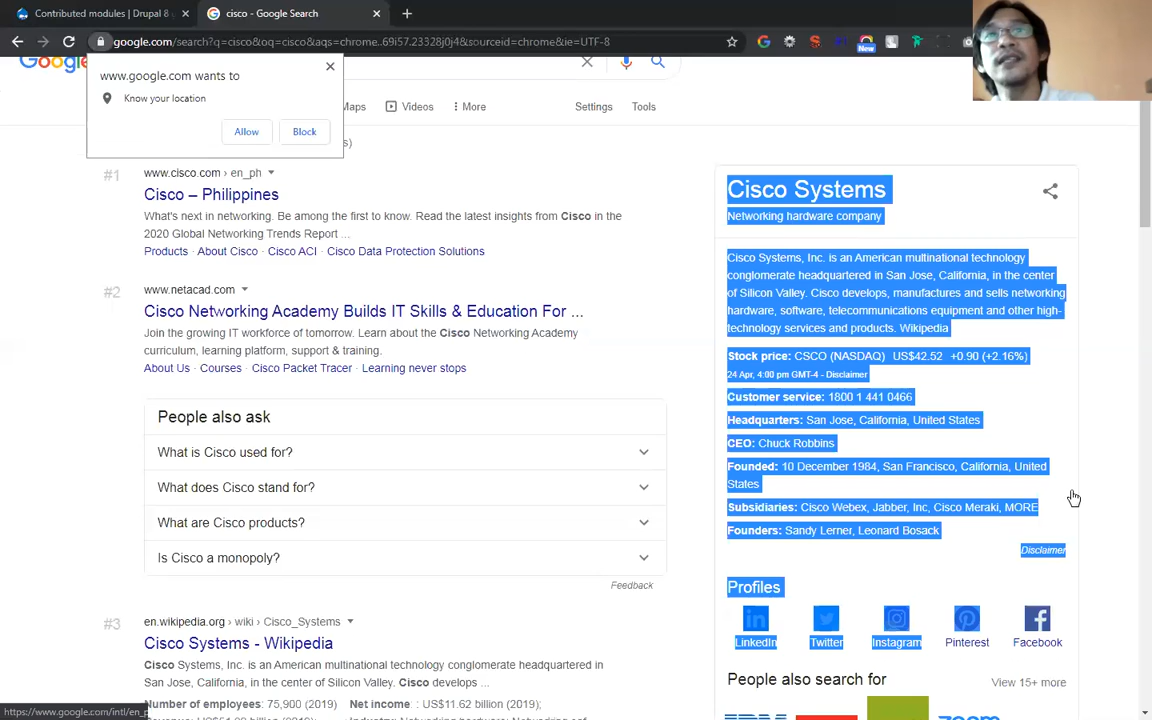 Contributed modules | Drupal 8 g
cisco - Google Search
google.com/search?q=cisco&oq=cisco&aqs=chrome..69i57.23328j0j4&sourceid=chrome&ie=UTF-8
New
www.google.com wants to
Know your location
Allow Block
Maps Videos More Settings Tools
#1 www.cisco.com › en_ph
Cisco – Philippines
What's next in networking. Be among the first to know. Read the latest insights from Cisco in the
2020 Global Networking Trends Report ...
Products · About Cisco · Cisco ACI · Cisco Data Protection Solutions
#2 www.netacad.com
Cisco Networking Academy Builds IT Skills & Education For ...
Join the growing IT workforce of tomorrow. Learn about the Cisco Networking Academy
curriculum, learning platform, support & training.
About Us · Courses · Cisco Packet Tracer · Learning never stops
People also ask
What is Cisco used for?
What does Cisco stand for?
What are Cisco products?
Is Cisco a monopoly?
Feedback
#3 en.wikipedia.org › wiki › Cisco_Systems
Cisco Systems - Wikipedia
Cisco Systems, Inc. is an American multinational technology conglomerate headquartered in
San Jose, California, in the center of Silicon Valley. Cisco develops ...
Number of employees: 75,900 (2019) Net income : US$11.62 billion (2019);
https://www.google.com/intl/en_p
Cisco Systems
Networking hardware company
Cisco Systems, Inc. is an American multinational technology
conglomerate headquartered in San Jose, California, in the center
of Silicon Valley. Cisco develops, manufactures and sells networking
hardware, software, telecommunications equipment and other high-
technology services and products. Wikipedia
Stock price: CSCO (NASDAQ) US$42.52 +0.90 (+2.16%)
24 Apr, 4:00 pm GMT-4 - Disclaimer
Customer service: 1800 1 441 0466
Headquarters: San Jose, California, United States
CEO: Chuck Robbins
Founded: 10 December 1984, San Francisco, California, United
States
Subsidiaries: Cisco Webex, Jabber, Inc, Cisco Meraki, MORE
Founders: Sandy Lerner, Leonard Bosack
Disclaimer
Profiles
LinkedIn Twitter Instagram Pinterest Facebook
People also search for View 15+ more